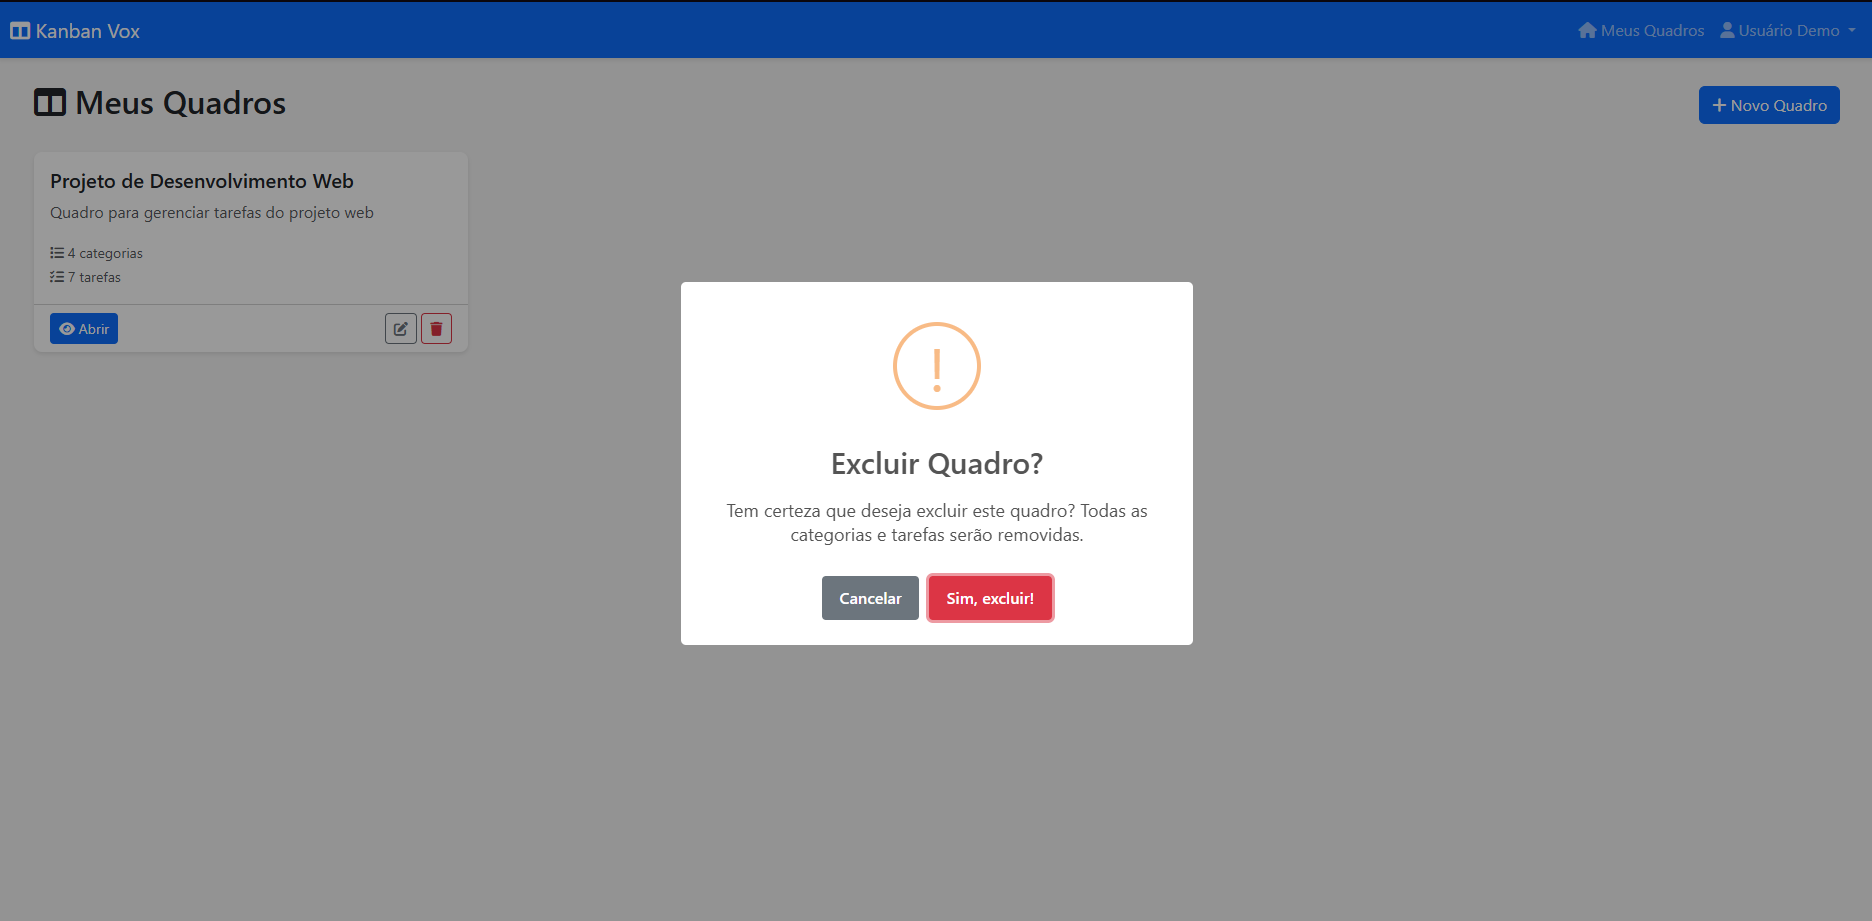 Kanban Vox
Meus Quadros
Usuário Demo
Meus Quadros
Novo Quadro
Projeto de Desenvolvimento Web
Quadro para gerenciar tarefas do projeto web
4 categorias
7 tarefas
Abrir
!
Excluir Quadro?
Tem certeza que deseja excluir este quadro? Todas as
categorias e tarefas serão removidas.
Cancelar
Sim, excluir!